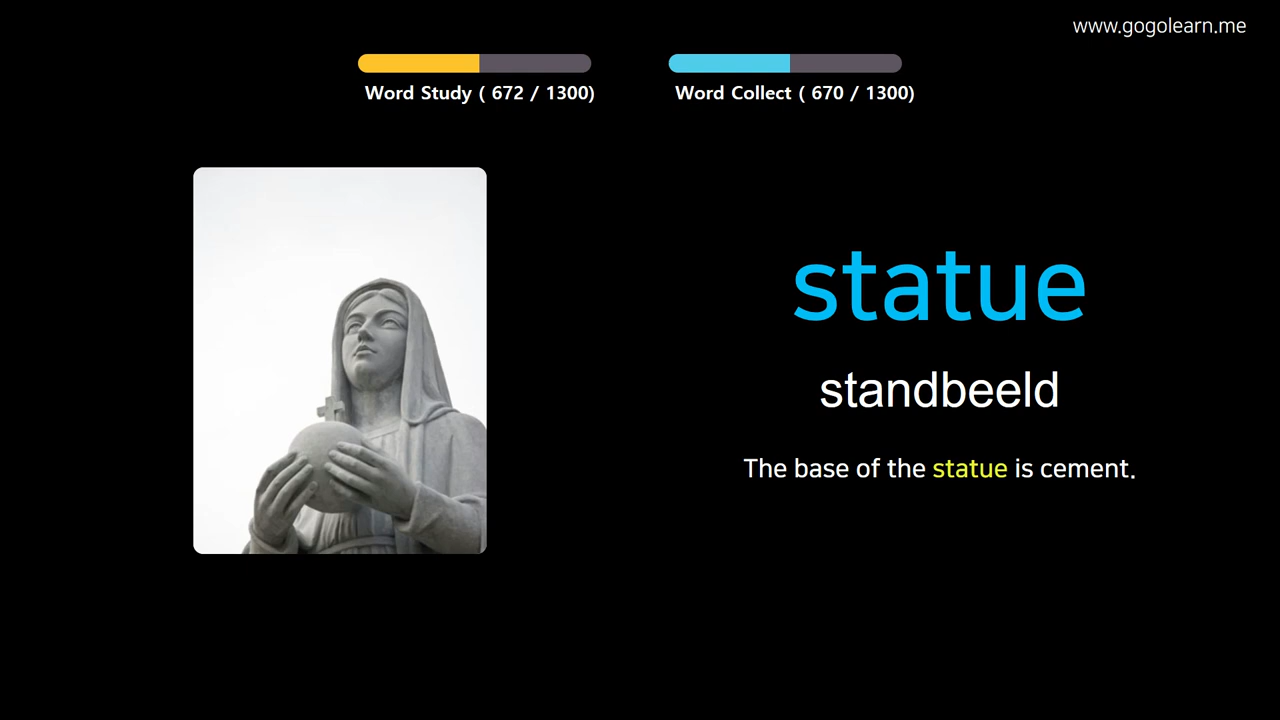 www.gogolearn.me
Word Study ( 672 / 1300)
Word Collect ( 670 / 1300)
statue
standbeeld
The base of the statue is cement.